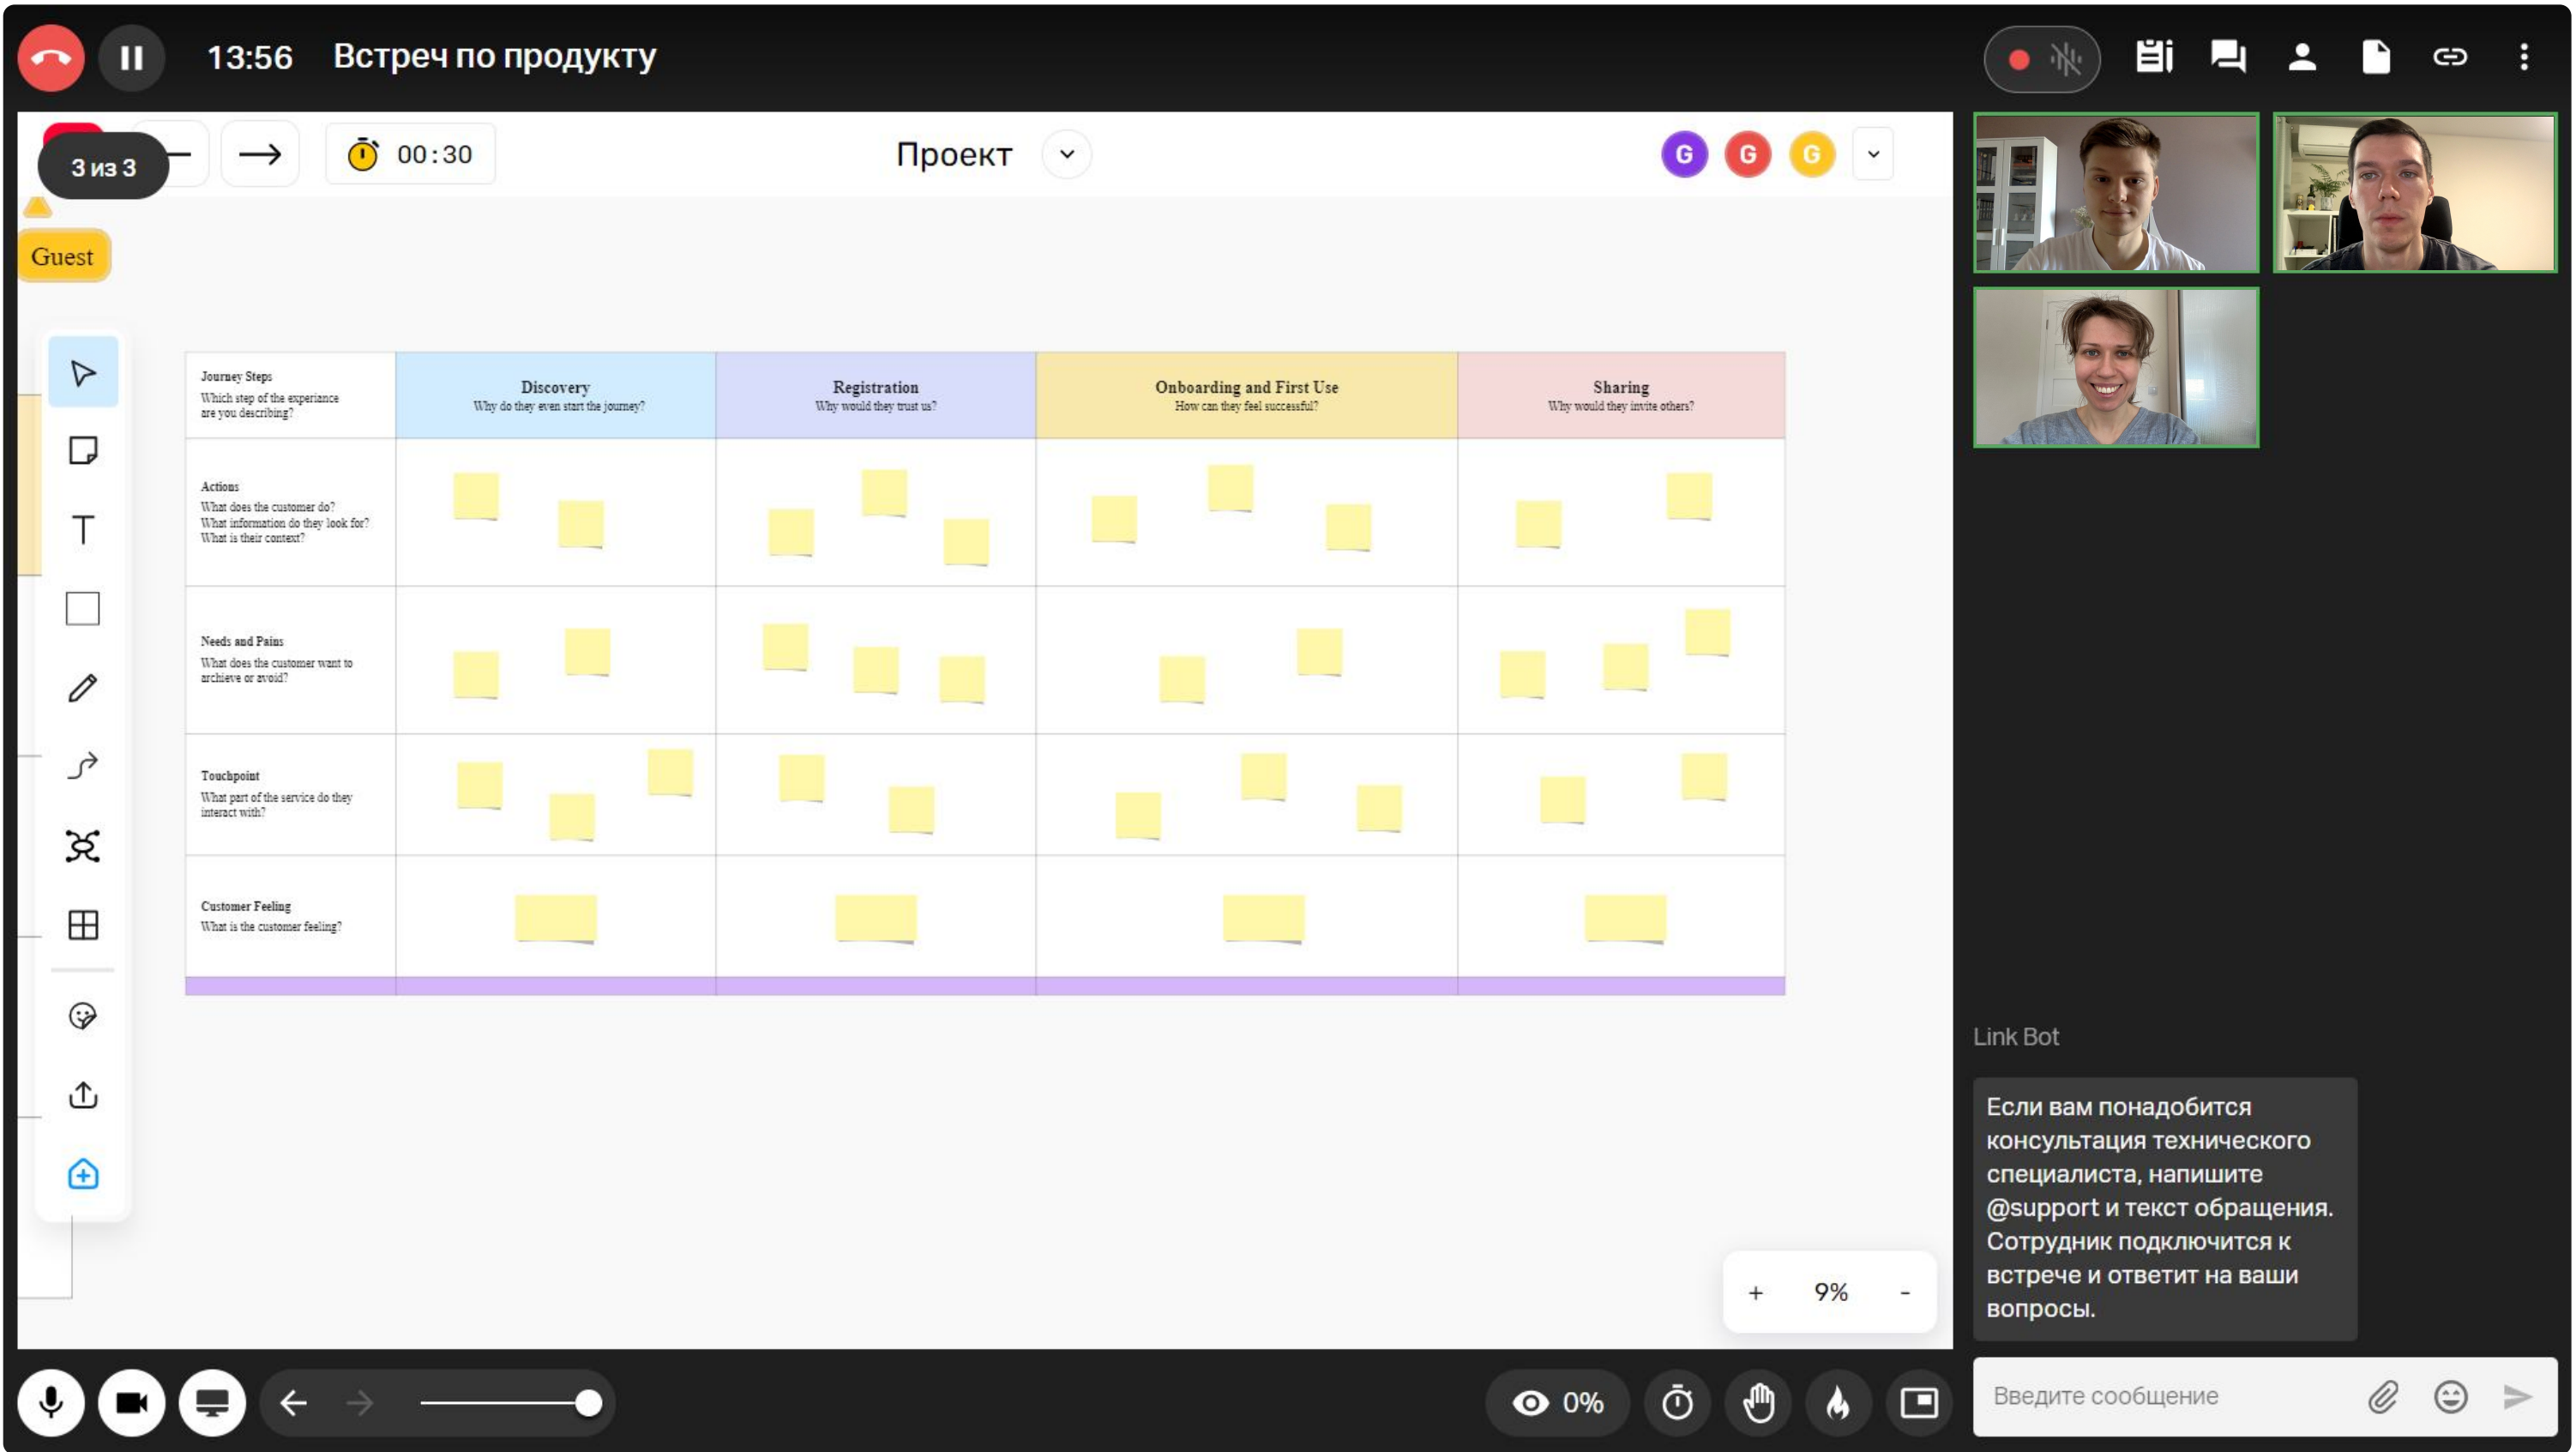 13:56 Встреч по продукту
3 из 3
00:30
Проект
G G G
Guest
Journey Steps
Which step of the experiance
are you describing?
Discovery
Why do they even start the journey?
Registration
Why would they trust us?
Onboarding and First Use
How can they feel successful?
Sharing
Why would they invite others?
Actions
What does the customer do?
What information do they look for?
What is their context?
Needs and Pains
What does the customer want to
archieve or avoid?
Touchpoint
What part of the service do they
interact with?
Customer Feeling
What is the customer feeling?
+ 9% -
0%
Link Bot
Если вам понадобится
консультация технического
специалиста, напишите
@support и текст обращения.
Сотрудник подключится к
встрече и ответит на ваши
вопросы.
Введите сообщение